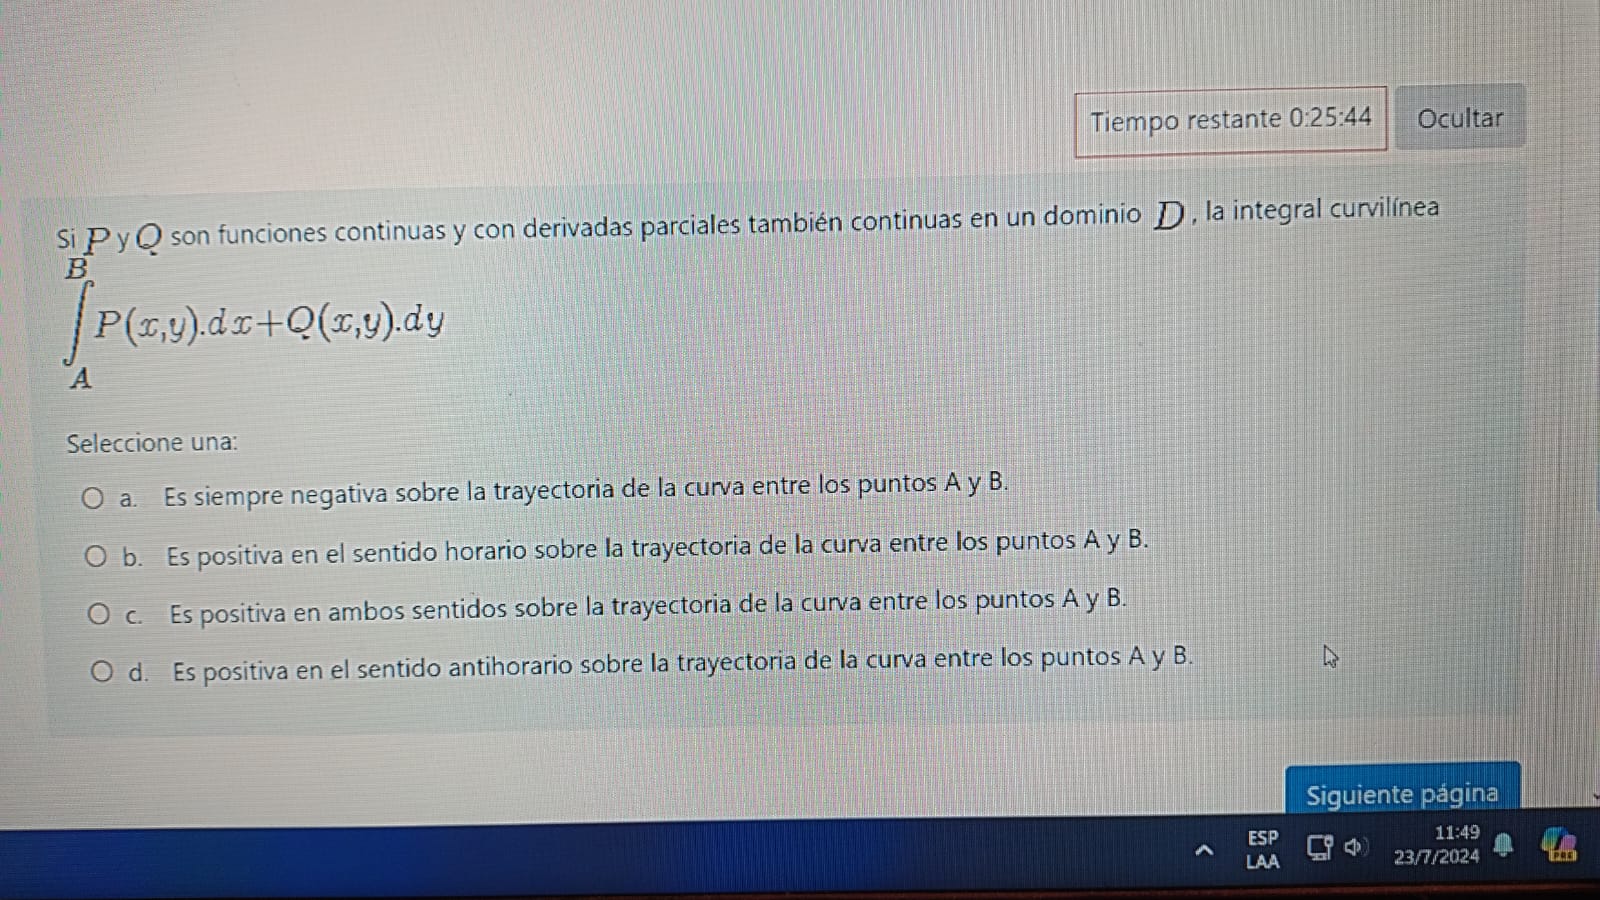 Tiempo restante 0:25:44
Ocultar
Si P y Q son funciones continuas y con derivadas parciales también continuas en un dominio D, la integral curvilínea
B
∫ P(x,y).dx+Q(x,y).dy
A
Seleccione una:
a. Es siempre negativa sobre la trayectoria de la curva entre los puntos A y B.
b. Es positiva en el sentido horario sobre la trayectoria de la curva entre los puntos A y B.
c. Es positiva en ambos sentidos sobre la trayectoria de la curva entre los puntos A y B.
d. Es positiva en el sentido antihorario sobre la trayectoria de la curva entre los puntos A y B.
Siguiente página
ESP
LAA
11:49
23/7/2024
PRE